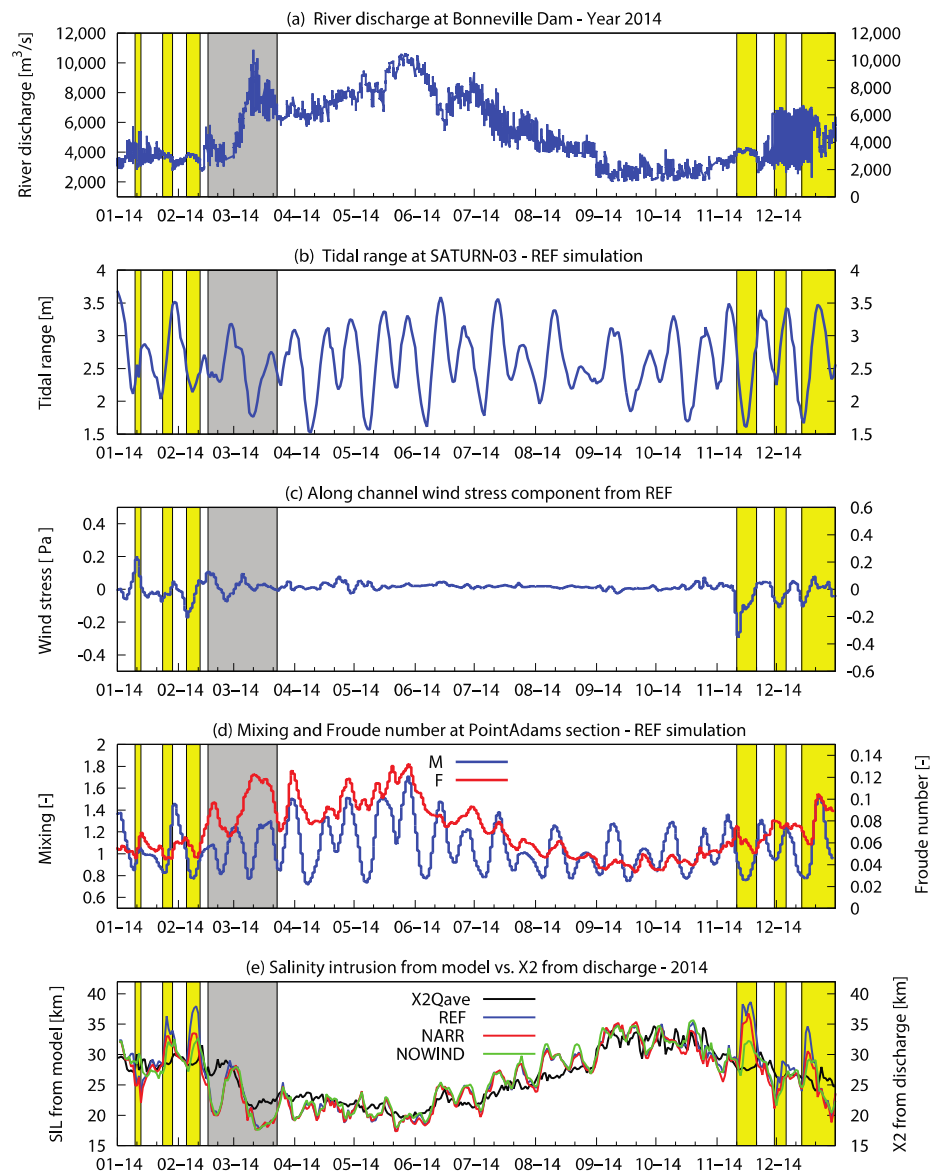 (a) River discharge at Bonneville Dam - Year 2014
River discharge [m³/s]
12,000 12,000
10,000 10,000
8,000 8,000
6,000 6,000
4,000 4,000
2,000 2,000
0
01–14 02–14 03–14 04–14 05–14 06–14 07–14 08–14 09–14 10–14 11–14 12–14
(b) Tidal range at SATURN-03 - REF simulation
Tidal range [m]
4 4
3.5 3.5
3 3
2.5 2.5
2 2
1.5 1.5
01–14 02–14 03–14 04–14 05–14 06–14 07–14 08–14 09–14 10–14 11–14 12–14
(c) Along channel wind stress component from REF
Wind stress [ Pa ]
0.6
0.4 0.4
0.2 0.2
0 0
-0.2 -0.2
-0.4 -0.4
-0.6
01–14 02–14 03–14 04–14 05–14 06–14 07–14 08–14 09–14 10–14 11–14 12–14
(d) Mixing and Froude number at PointAdams section - REF simulation
Mixing [-]
Froude number [-]
M
F
2
1.8 0.14
1.6 0.12
1.4 0.1
1.2 0.08
1 0.06
0.8 0.04
0.6 0.02
0
01–14 02–14 03–14 04–14 05–14 06–14 07–14 08–14 09–14 10–14 11–14 12–14
(e) Salinity intrusion from model vs. X2 from discharge - 2014
SIL from model [km]
X2 from discharge [km]
X2Qave
REF
NARR
NOWIND
40 40
35 35
30 30
25 25
20 20
15 15
01–14 02–14 03–14 04–14 05–14 06–14 07–14 08–14 09–14 10–14 11–14 12–14